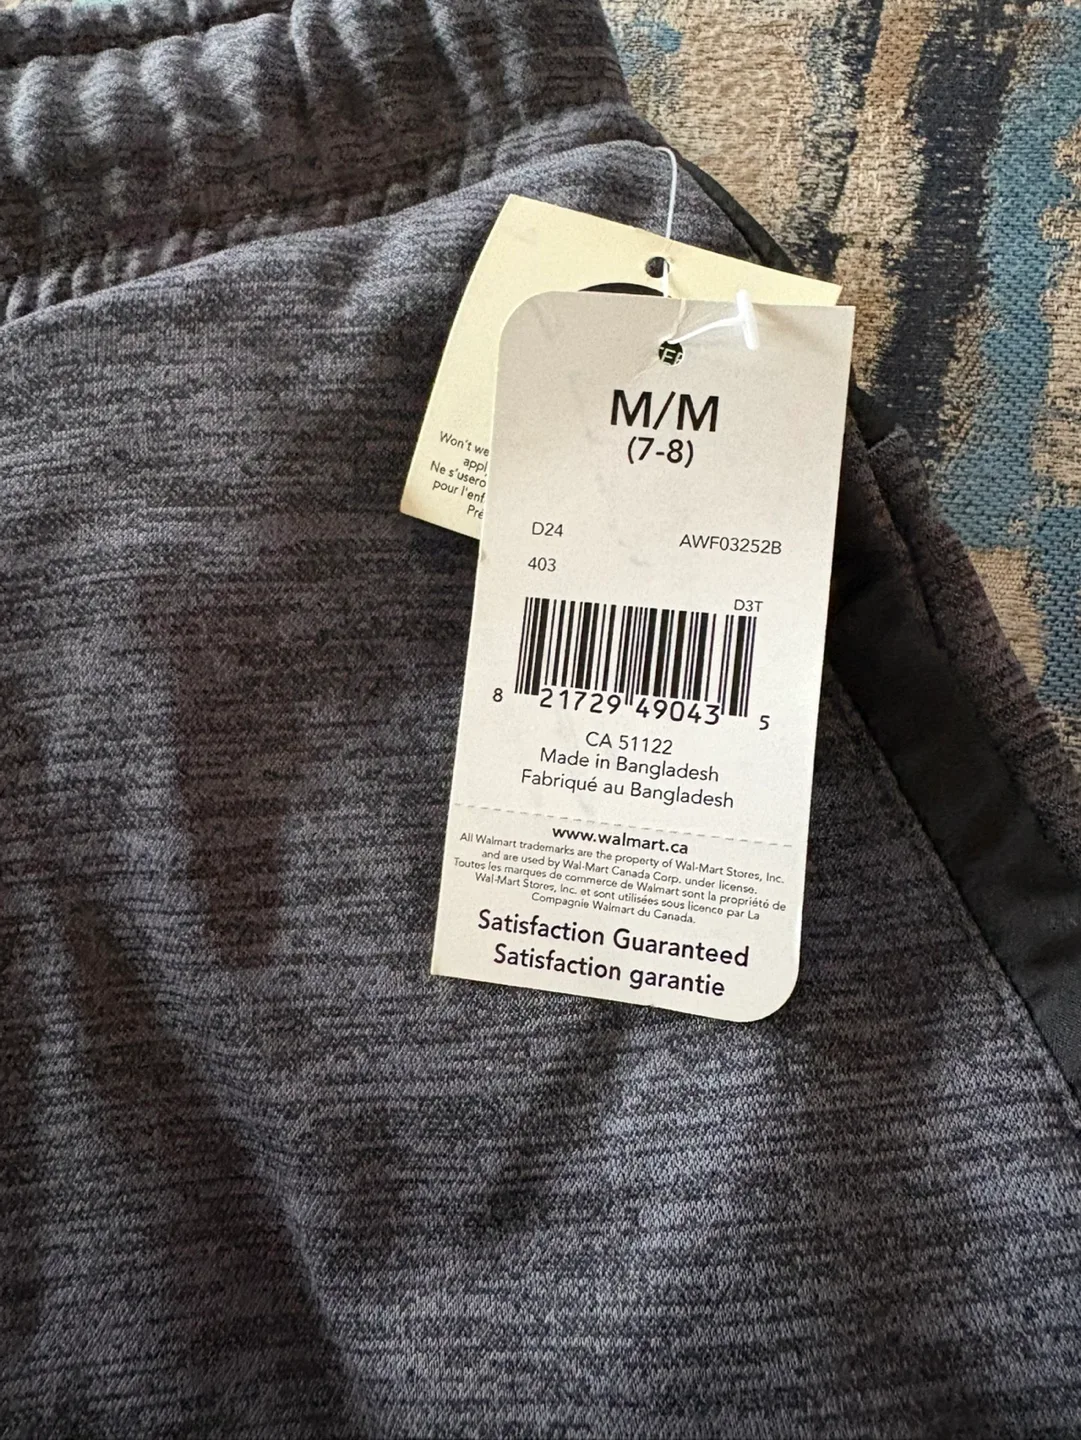 M/M
(7-8)
D24
AWF03252B
403
D3T
8 21729 49043 5
CA 51122
Made in Bangladesh
Fabriqué au Bangladesh
www.walmart.ca
All Walmart trademarks are the property of Wal-Mart Stores, Inc.
and are used by Wal-Mart Canada Corp. under license.
Toutes les marques de commerce de Walmart sont la propriété de
Wal-Mart Stores, Inc. et sont utilisées sous licence par La
Compagnie Walmart du Canada.
Satisfaction Guaranteed
Satisfaction garantie
Won't we
appl
Ne s'usero
pour l'enf
Pré